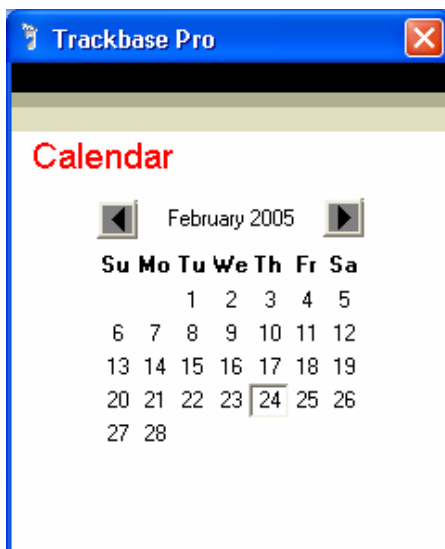 Trackbase Pro
Calendar
February 2005
Su Mo Tu We Th Fr Sa
1 2 3 4 5
6 7 8 9 10 11 12
13 14 15 16 17 18 19
20 21 22 23 24 25 26
27 28